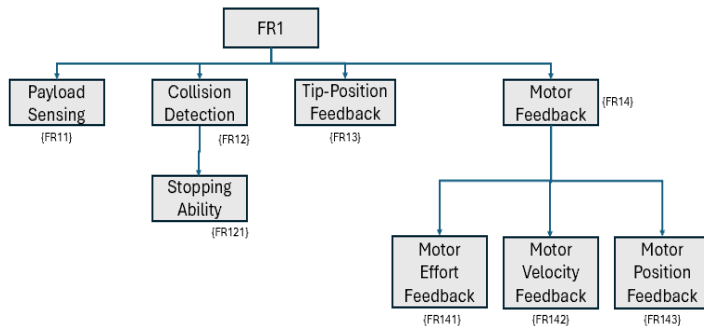 FR1
Payload
Sensing
{FR11}
Collision
Detection
{FR12}
Tip-Position
Feedback
{FR13}
Motor
Feedback
{FR14}
Stopping
Ability
{FR121}
Motor
Effort
Feedback
{FR141}
Motor
Velocity
Feedback
{FR142}
Motor
Position
Feedback
{FR143}